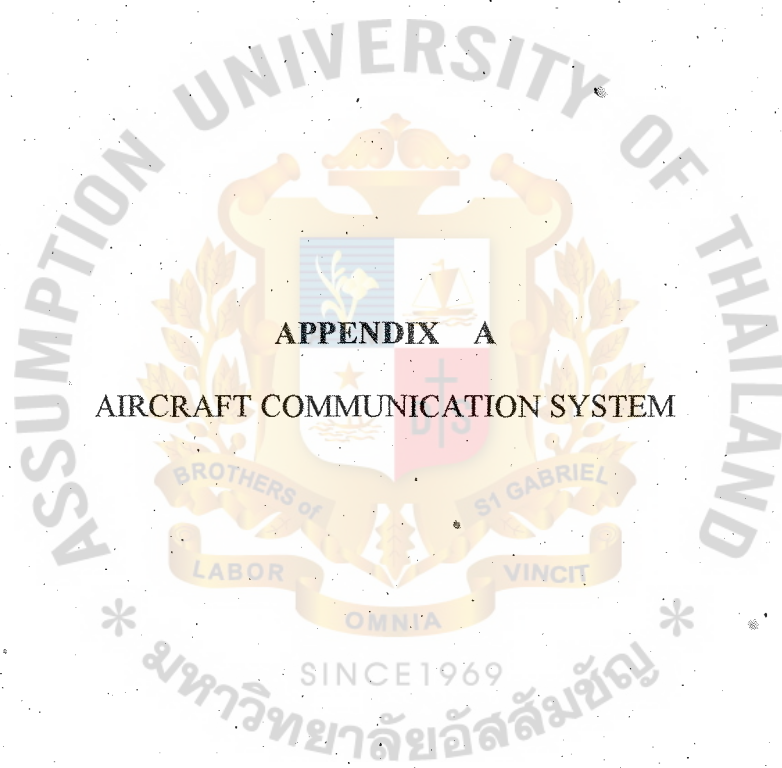 ASSUMPTION UNIVERSITY OF THAILAND
APPENDIX A
AIRCRAFT COMMUNICATION SYSTEM
D S
BROTHERS of
ST GABRIEL
LABOR
OMNIA
VINCIT
* SINCE1969 *
มหาวิทยาลัยอัสสัมชัญ